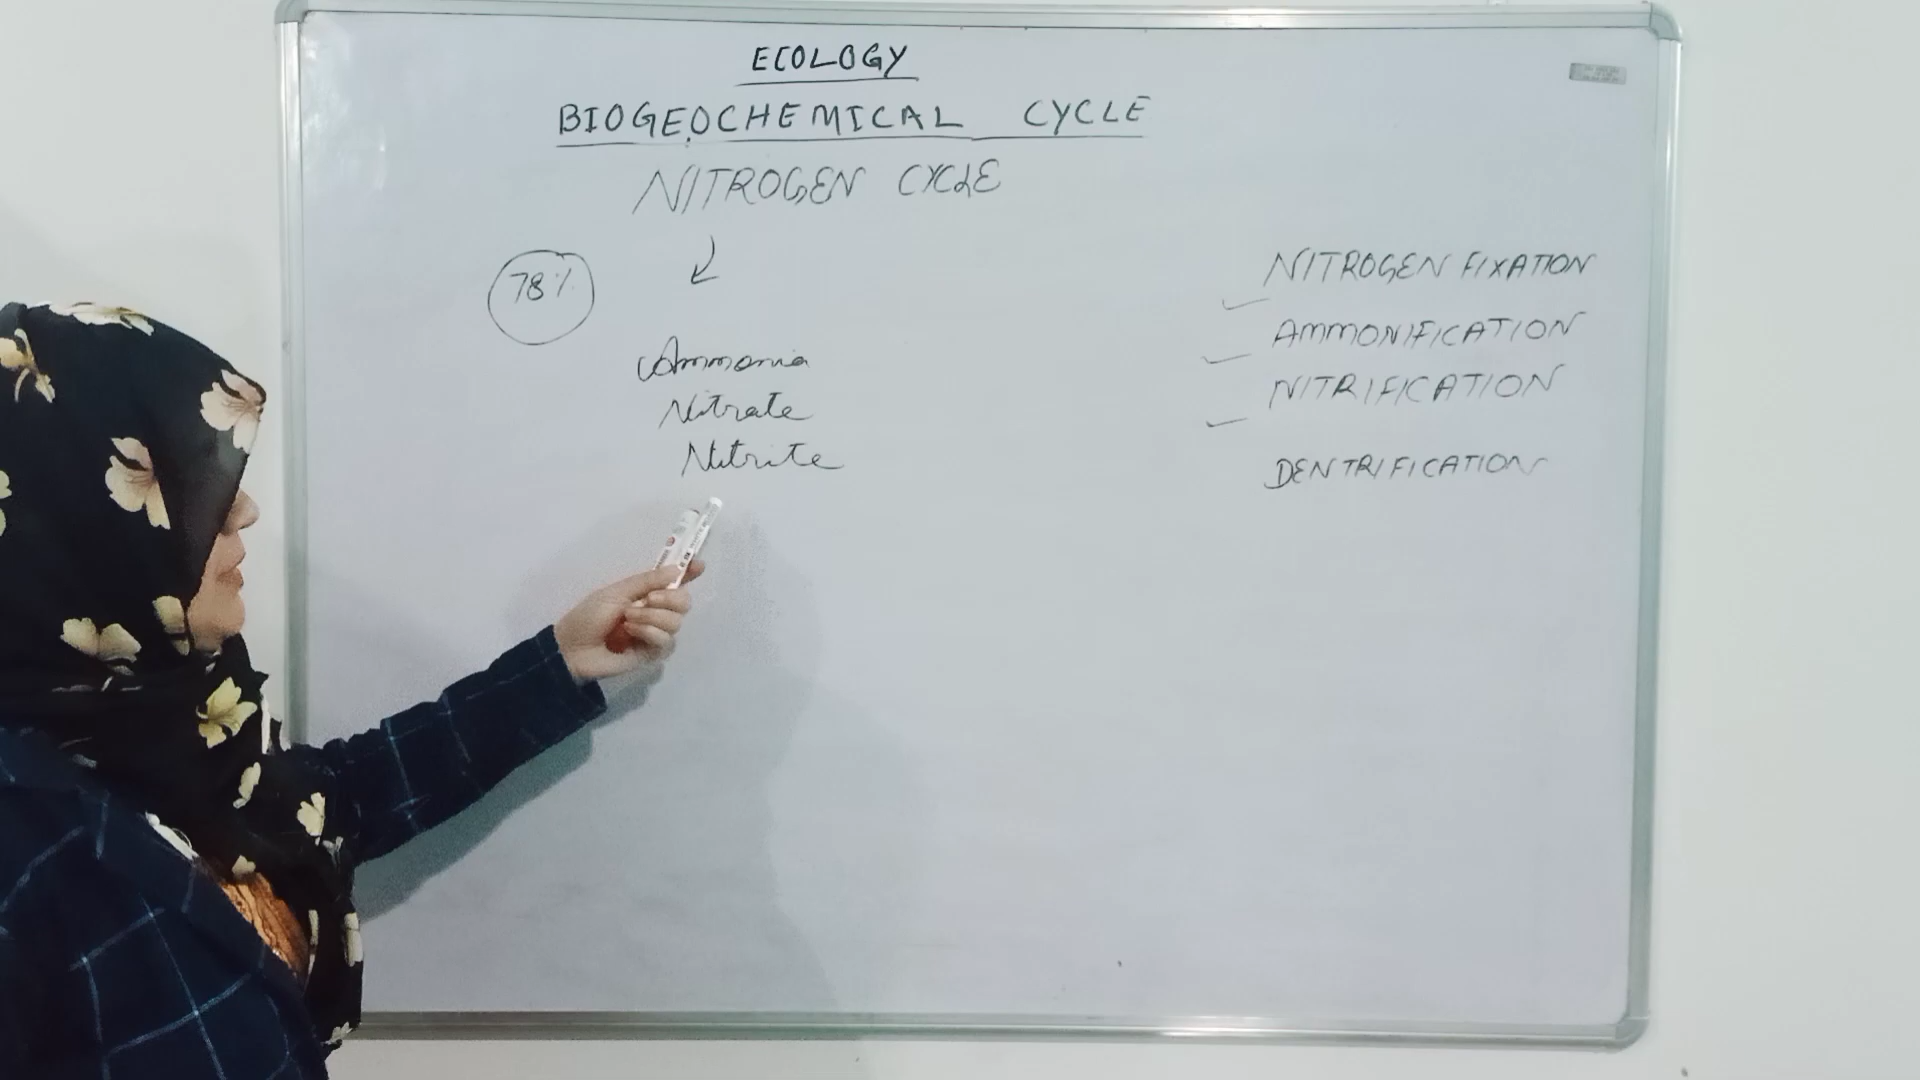 ECOLOGY
BIOGEOCHEMICAL CYCLE
NITROGEN CYCLE
78%
Ammonia
Nitrate
Nitrite
NITROGEN FIXATION
AMMONIFICATION
NITRIFICATION
DENTRIFICATION